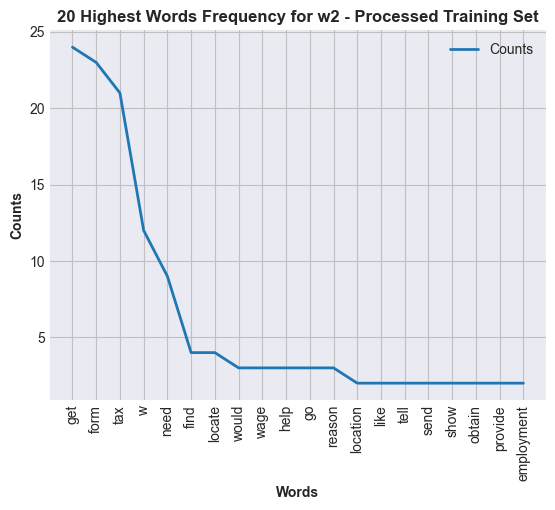 20 Highest Words Frequency for w2 - Processed Training Set
25
20
15
10
5
Counts
Counts
get
form
tax
w
need
find
locate
would
wage
help
go
reason
location
like
tell
send
show
obtain
provide
employment
Words